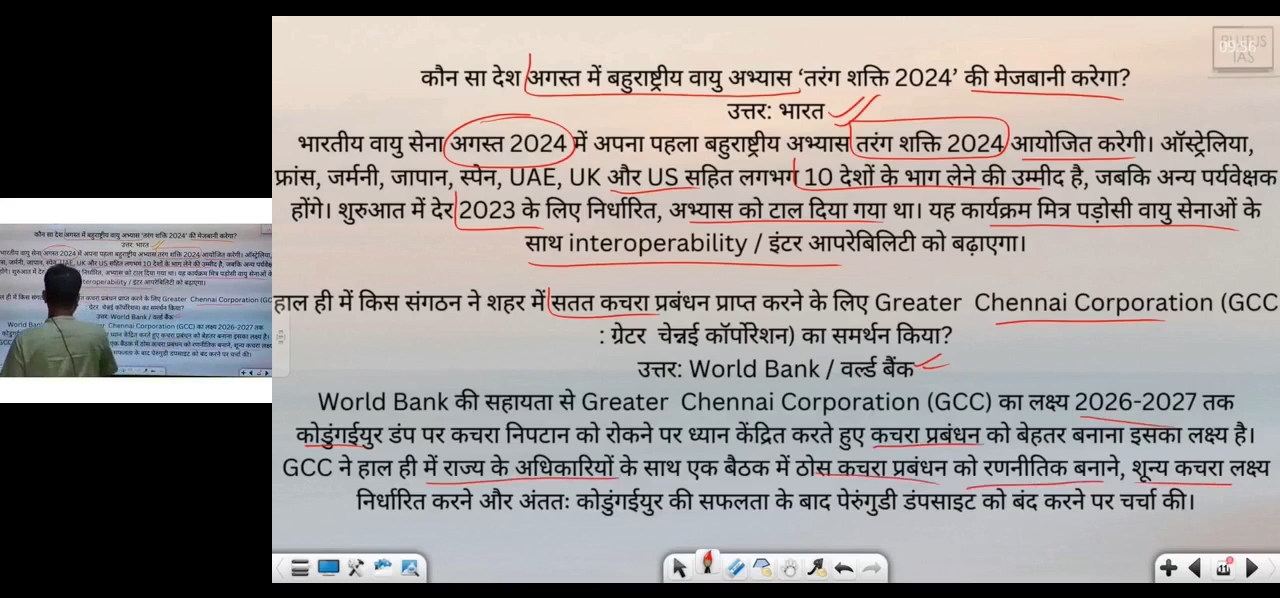 PLUTUS
IAS
09:56
कौन सा देश अगस्त में बहुराष्ट्रीय वायु अभ्यास ‘तरंग शक्ति 2024’ की मेजबानी करेगा?
उत्तर: भारत
भारतीय वायु सेना अगस्त 2024 में अपना पहला बहुराष्ट्रीय अभ्यास तरंग शक्ति 2024 आयोजित करेगी। ऑस्ट्रेलिया,
फ्रांस, जर्मनी, जापान, स्पेन, UAE, UK और US सहित लगभग 10 देशों के भाग लेने की उम्मीद है, जबकि अन्य पर्यवेक्षक
होंगे। शुरुआत में देर 2023 के लिए निर्धारित, अभ्यास को टाल दिया गया था। यह कार्यक्रम मित्र पड़ोसी वायु सेनाओं के
साथ interoperability / इंटर आपरेबिलिटी को बढ़ाएगा।
हाल ही में किस संगठन ने शहर में सतत कचरा प्रबंधन प्राप्त करने के लिए Greater Chennai Corporation (GCC
: ग्रेटर चेन्नई कॉर्पोरेशन) का समर्थन किया?
उत्तर: World Bank / वर्ल्ड बैंक
World Bank की सहायता से Greater Chennai Corporation (GCC) का लक्ष्य 2026-2027 तक
कोडुंगईयुर डंप पर कचरा निपटान को रोकने पर ध्यान केंद्रित करते हुए कचरा प्रबंधन को बेहतर बनाना इसका लक्ष्य है।
GCC ने हाल ही में राज्य के अधिकारियों के साथ एक बैठक में ठोस कचरा प्रबंधन को रणनीतिक बनाने, शून्य कचरा लक्ष्य
निर्धारित करने और अंततः कोडुंगईयुर की सफलता के बाद पेरुंगुडी डंपसाइट को बंद करने पर चर्चा की।
11